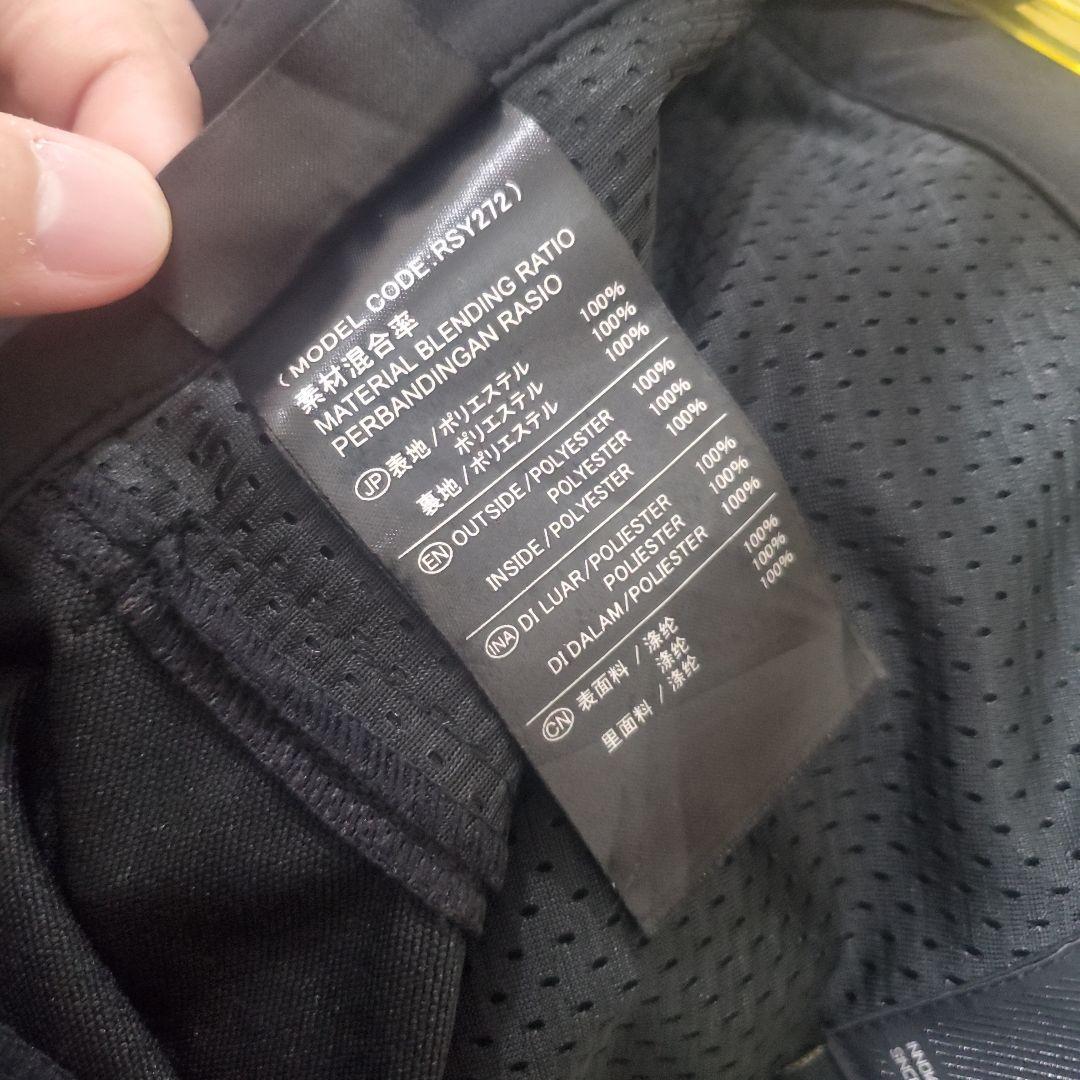 (MODEL CODE:RSY272)
素材混合率
MATERIAL BLENDING RATIO
PERBANDINGAN RASIO
JP 表地/ポリエステル 100%
ポリエステル 100%
裏地/ポリエステル 100%
EN OUTSIDE/POLYESTER 100%
POLYESTER 100%
INSIDE/POLYESTER 100%
INA DI LUAR/POLIESTER 100%
POLIESTER 100%
DI DALAM/POLIESTER 100%
CN 表面料 / 涤纶 100%
涤纶 100%
里面料 / 涤纶 100%